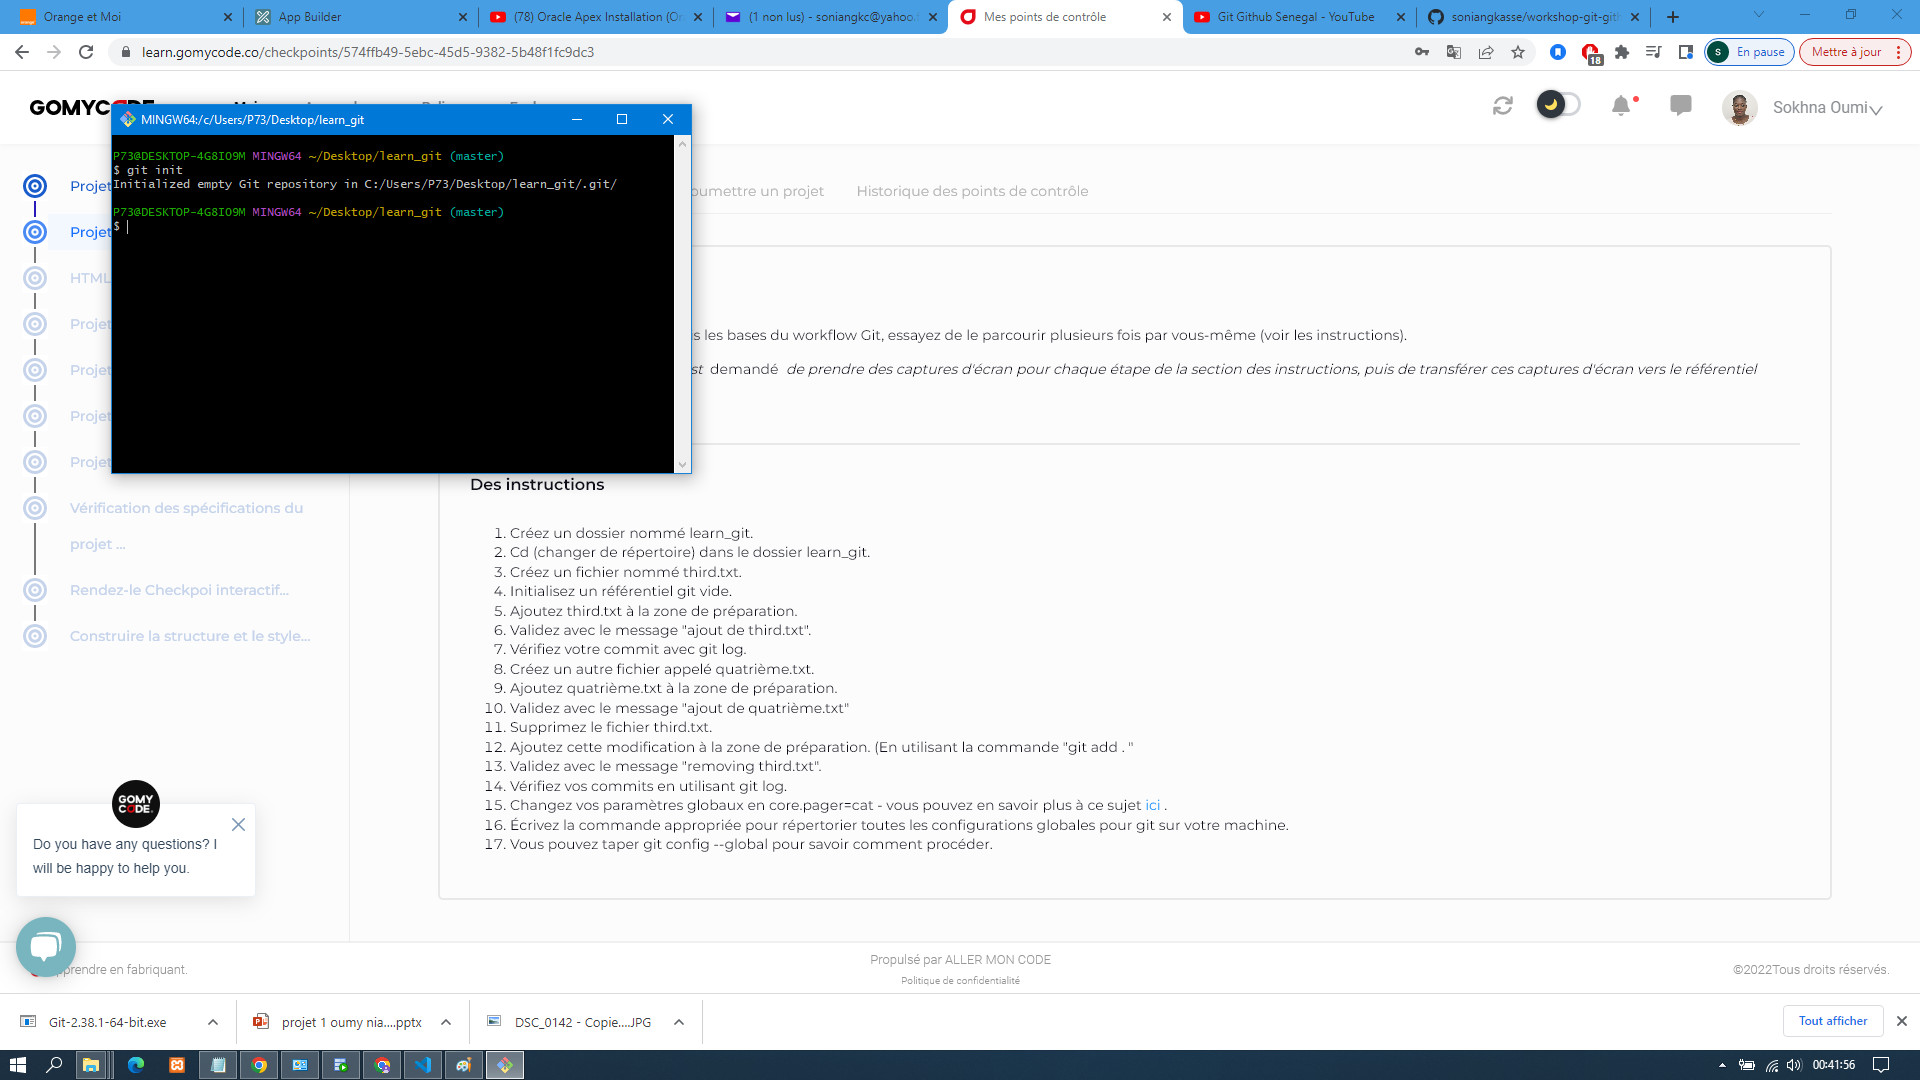 Orange et Moi
App Builder
(78) Oracle Apex Installation (Or
(1 non lus) - soniangkc@yahoo.f
Mes points de contrôle
Git Github Senegal - YouTube
soniangkasse/workshop-git-gith
learn.gomycode.co/checkpoints/574ffb49-5ebc-45d5-9382-5b48f1fc9dc3
18
S
En pause
Mettre à jour
GOMYC DE
Sokhna Oumi
MINGW64:/c/Users/P73/Desktop/learn_git
P73@DESKTOP-4G8IO9M MINGW64 ~/Desktop/learn_git (master)
$ git init
Initialized empty Git repository in C:/Users/P73/Desktop/learn_git/.git/
P73@DESKTOP-4G8IO9M MINGW64 ~/Desktop/learn_git (master)
$
Projet
Projet
HTML
Projet
Projet
Projet
Projet
Vérification des spécifications du
projet ...
Rendez-le Checkpoi interactif...
Construire la structure et le style...
oumettre un projet
Historique des points de contrôle
s les bases du workflow Git, essayez de le parcourir plusieurs fois par vous-même (voir les instructions).
st demandé de prendre des captures d'écran pour chaque étape de la section des instructions, puis de transférer ces captures d'écran vers le référentiel
Des instructions
1. Créez un dossier nommé learn_git.
2. Cd (changer de répertoire) dans le dossier learn_git.
3. Créez un fichier nommé third.txt.
4. Initialisez un référentiel git vide.
5. Ajoutez third.txt à la zone de préparation.
6. Validez avec le message "ajout de third.txt".
7. Vérifiez votre commit avec git log.
8. Créez un autre fichier appelé quatrième.txt.
9. Ajoutez quatrième.txt à la zone de préparation.
10. Validez avec le message "ajout de quatrième.txt"
11. Supprimez le fichier third.txt.
12. Ajoutez cette modification à la zone de préparation. (En utilisant la commande "git add . "
13. Validez avec le message "removing third.txt".
14. Vérifiez vos commits en utilisant git log.
15. Changez vos paramètres globaux en core.pager=cat - vous pouvez en savoir plus à ce sujet ici .
16. Écrivez la commande appropriée pour répertorier toutes les configurations globales pour git sur votre machine.
17. Vous pouvez taper git config --global pour savoir comment procéder.
GOMY
CODE
Do you have any questions? I
will be happy to help you.
pprendre en fabriquant.
Propulsé par ALLER MON CODE
Politique de confidentialité
©2022Tous droits réservés.
Git-2.38.1-64-bit.exe
projet 1 oumy nia....pptx
DSC_0142 - Copie....JPG
Tout afficher
00:41:56